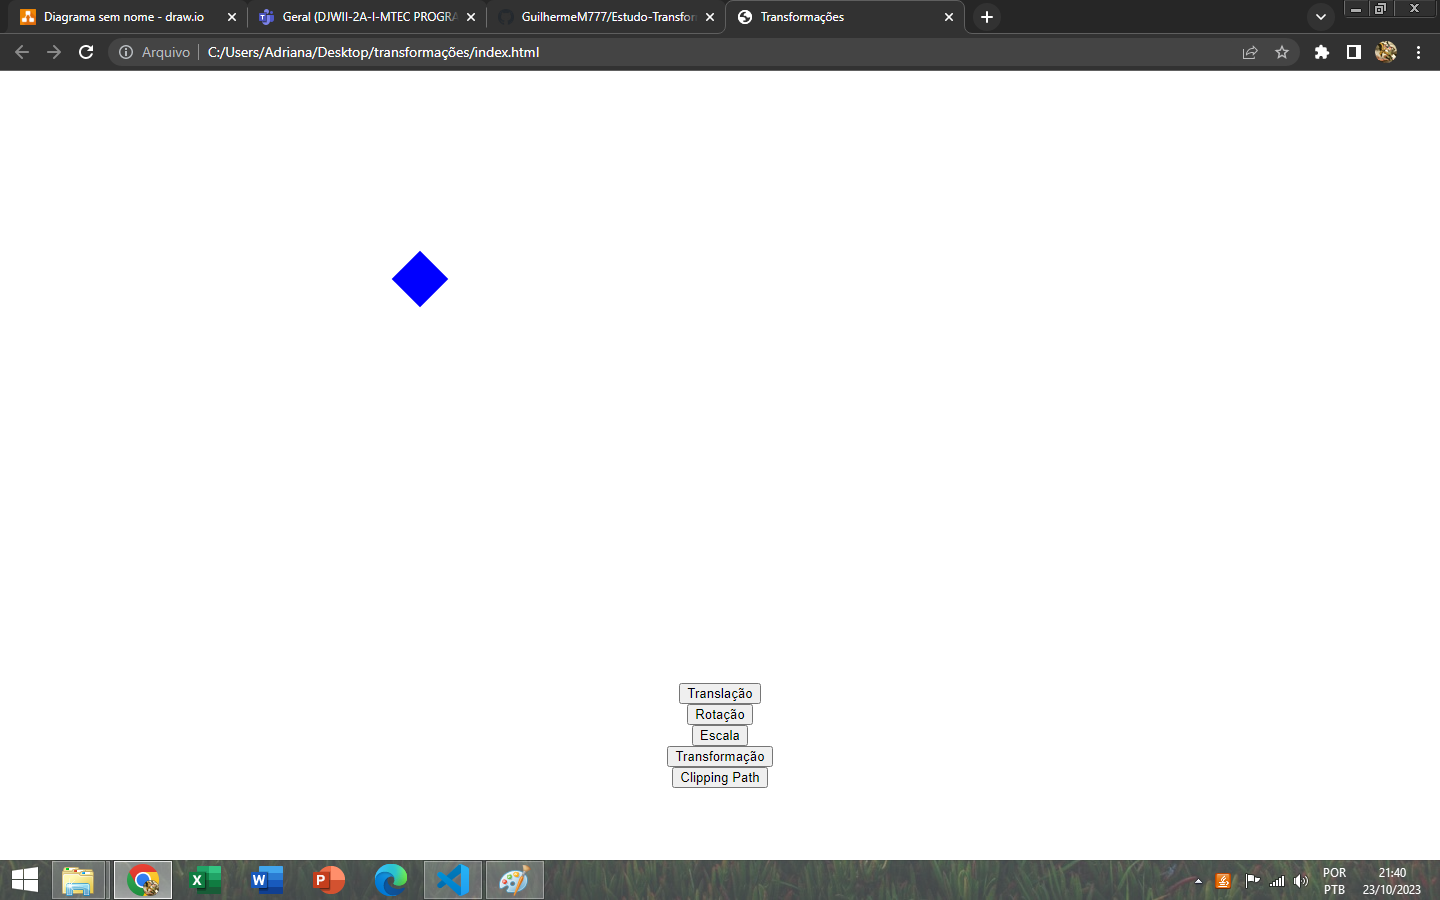 Diagrama sem nome - draw.io
Geral (DJWII-2A-I-MTEC PROGRA
GuilhermeM777/Estudo-Transfor
Transformações
Arquivo
C:/Users/Adriana/Desktop/transformações/index.html
Translação
Rotação
Escala
Transformação
Clipping Path
POR
PTB
21:40
23/10/2023